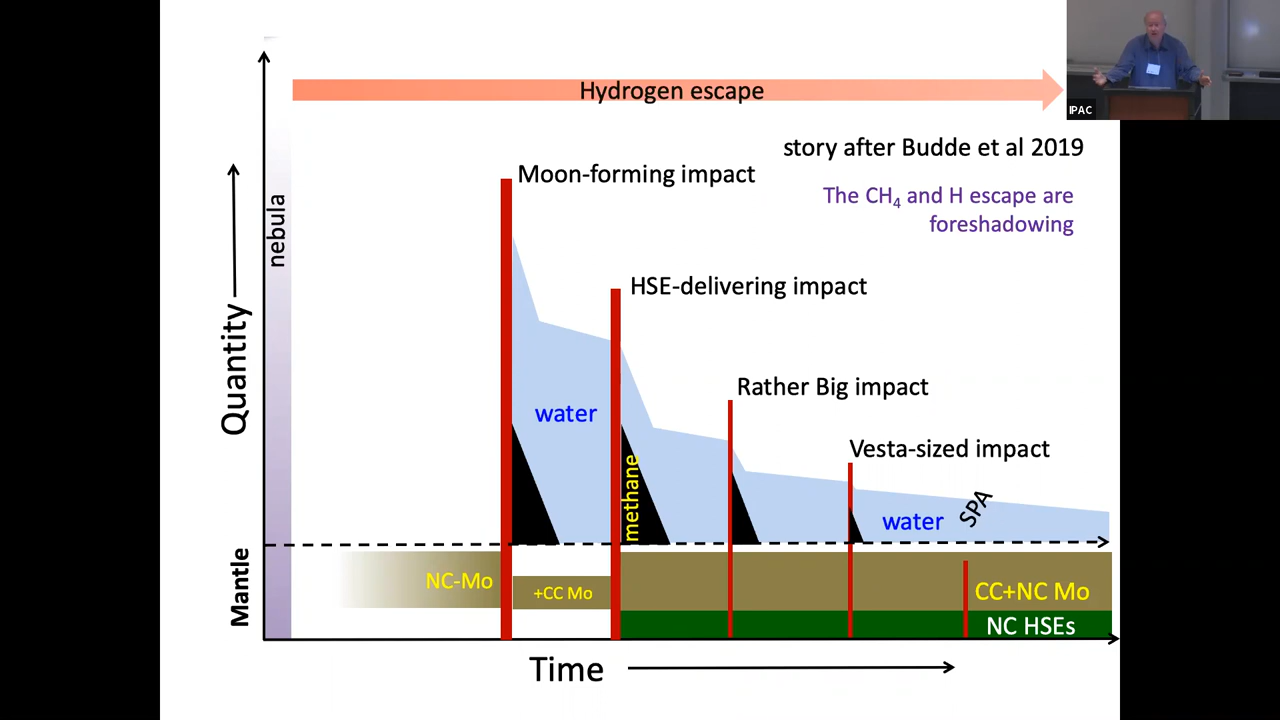 Hydrogen escape
IPAC
story after Budde et al 2019
Moon-forming impact
The CH₄ and H escape are
foreshadowing
nebula
HSE-delivering impact
Quantity
Rather Big impact
water
Vesta-sized impact
methane
SPA
water
Mantle
NC-Mo
+CC Mo
CC+NC Mo
NC HSEs
Time